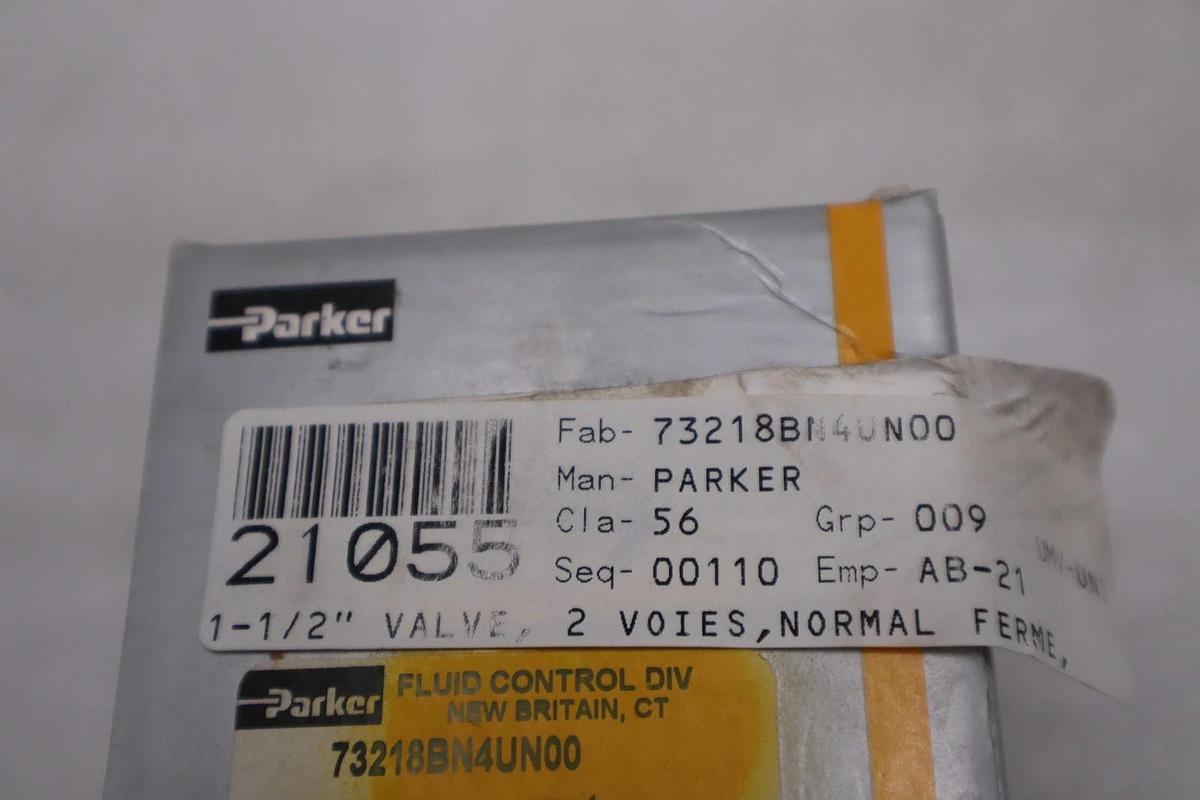 Parker
Fab- 73218BN4UN00
Man- PARKER
Cla- 56 Grp- 009
21055
Seq- 00110 Emp- AB-21
1-1/2" VALVE, 2 VOIES,NORMAL FERME,
Parker FLUID CONTROL DIV
NEW BRITAIN, CT
73218BN4UN00